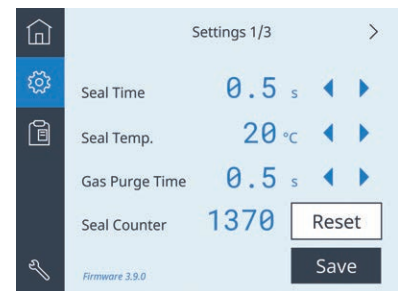 Settings 1/3
Seal Time 0.5 s
Seal Temp. 20 °C
Gas Purge Time 0.5 s
Seal Counter 1370 Reset
Firmware 3.9.0 Save